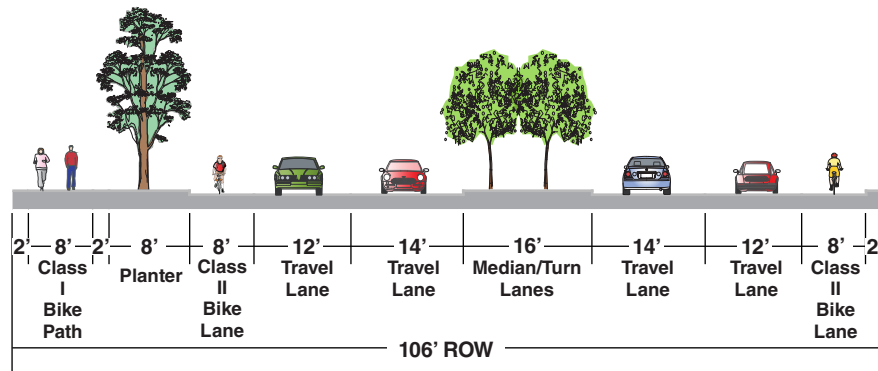 2' 8' 2' 8' 8' 12' 14' 16' 14' 12' 8' 2
Class I Bike Path
Planter
Class II Bike Lane
Travel Lane
Travel Lane
Median/Turn Lanes
Travel Lane
Travel Lane
Class II Bike Lane
106' ROW